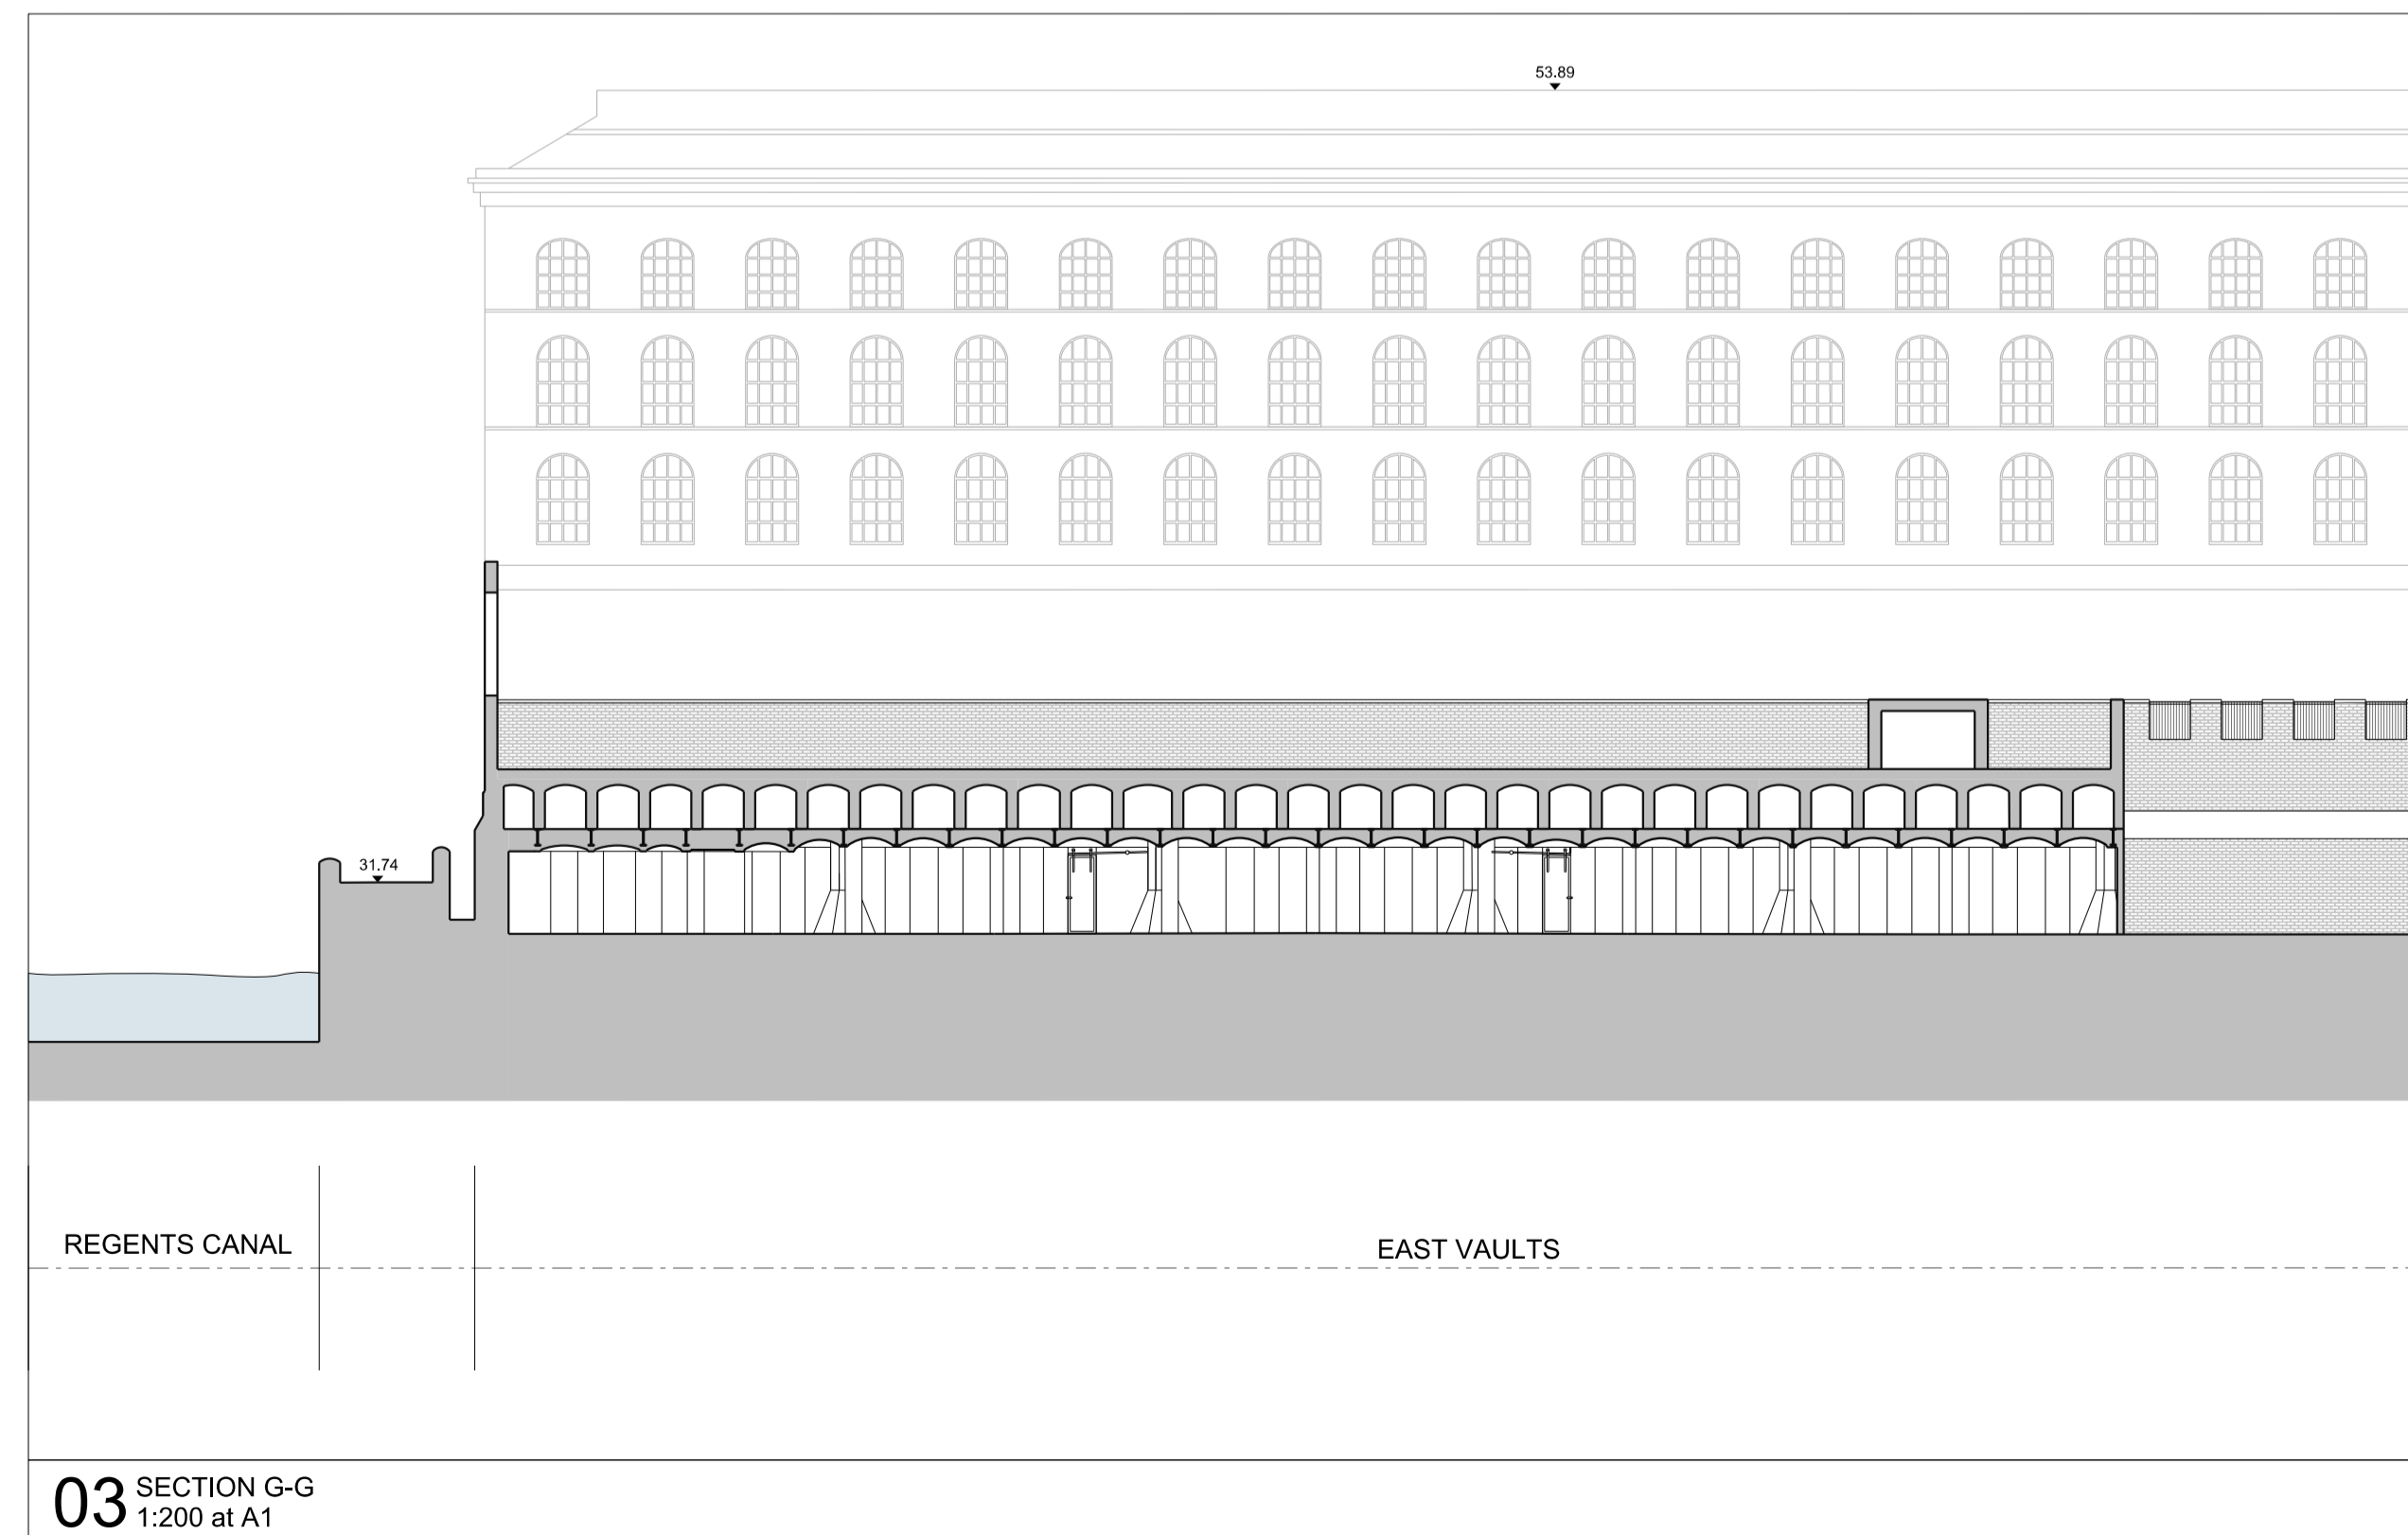 53.89
31.74
REGENTS CANAL
EAST VAULTS
03 SECTION G-G
1:200 at A1